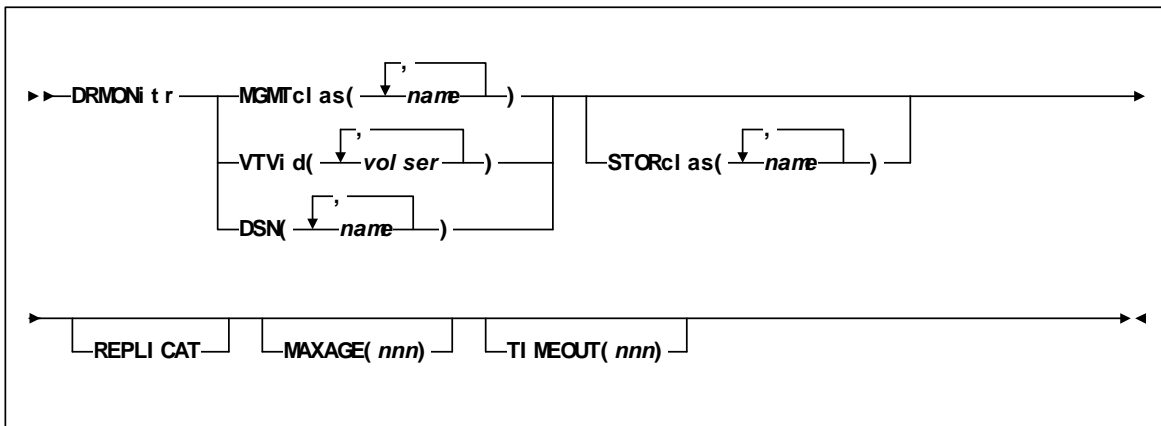 ,
DRMONitr MGMTclas( name )
, ,
VTVid( volser ) STORclas( name )
,
DSN( name )
REPLICAT MAXAGE( nnn) TIMEOUT( nnn)